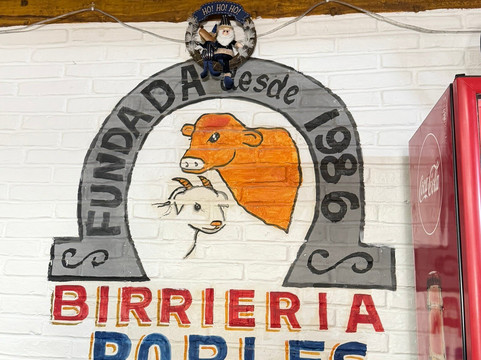 HO! HO! HO!
FUNDADA Desde 1986
BIRRIERIA
ROBLES
Coca-Cola